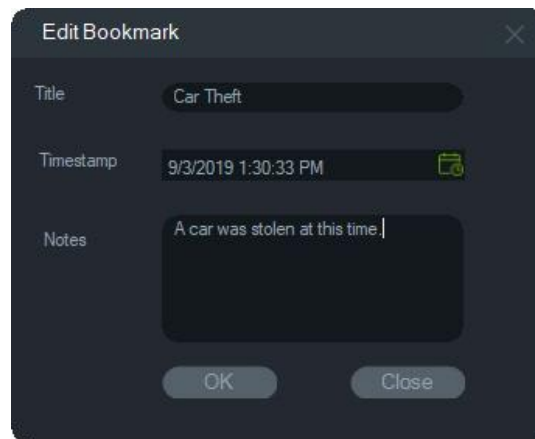 Edit Bookmark
Title
Car Theft
Timestamp
9/3/2019 1:30:33 PM
Notes
A car was stolen at this time.
OK
Close